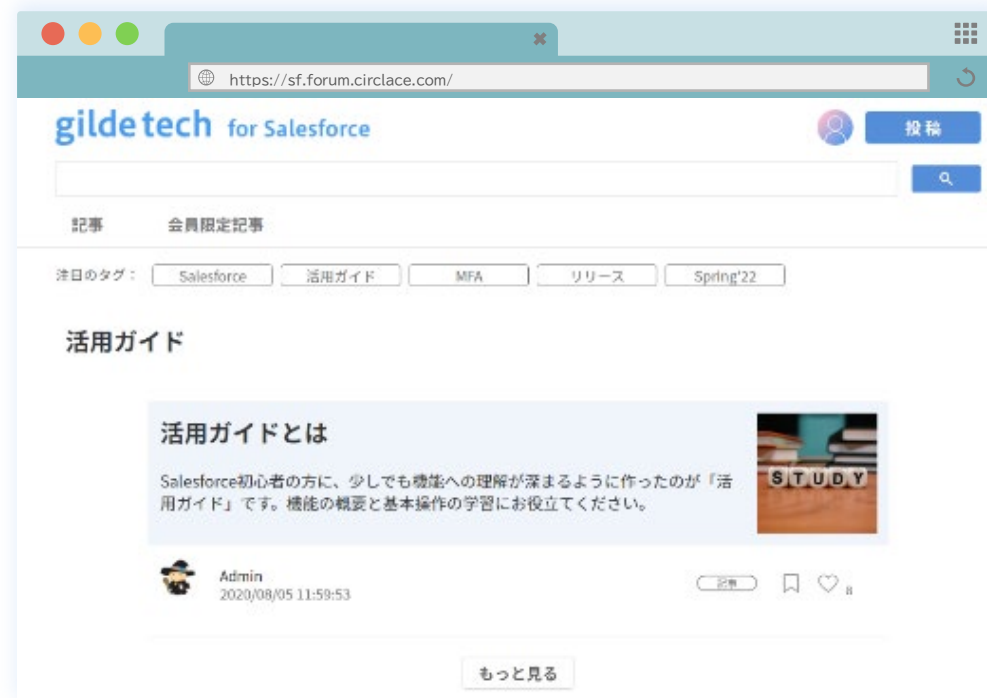 https://sf.forum.circlace.com/
gildetech for Salesforce
投稿
記事 会員限定記事
注目のタグ： Salesforce 活用ガイド MFA リリース Spring'22
活用ガイド
活用ガイドとは
Salesforce初心者の方に、少しでも機能への理解が深まるように作ったのが「活
用ガイド」です。機能の概要と基本操作の学習にお役立てください。
STUDY
Admin
2020/08/05 11:59:53
記事
8
もっと見る